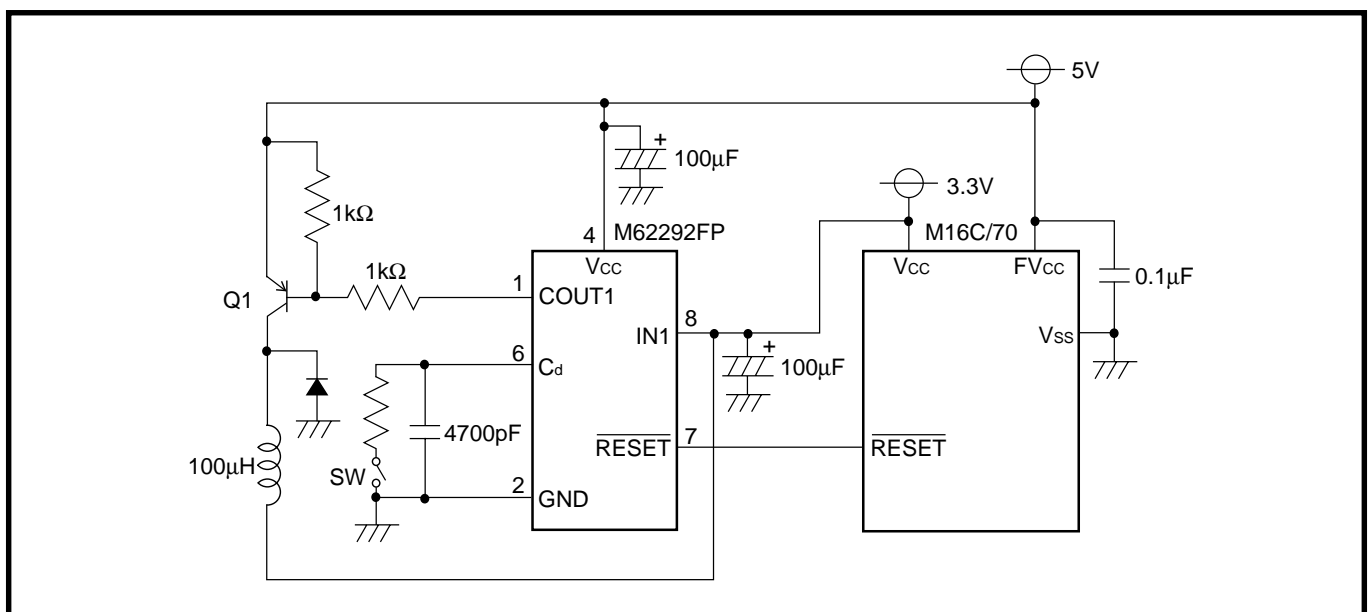 5V
+
100µF
3.3V
1kΩ
4 M62292FP
M16C/70
VCC
VCC
FVCC
1kΩ
0.1µF
Q1
1
COUT1
8
IN1
VSS
+
100µF
6
Cd
4700pF
RESET
7
RESET
100µH
SW
2
GND